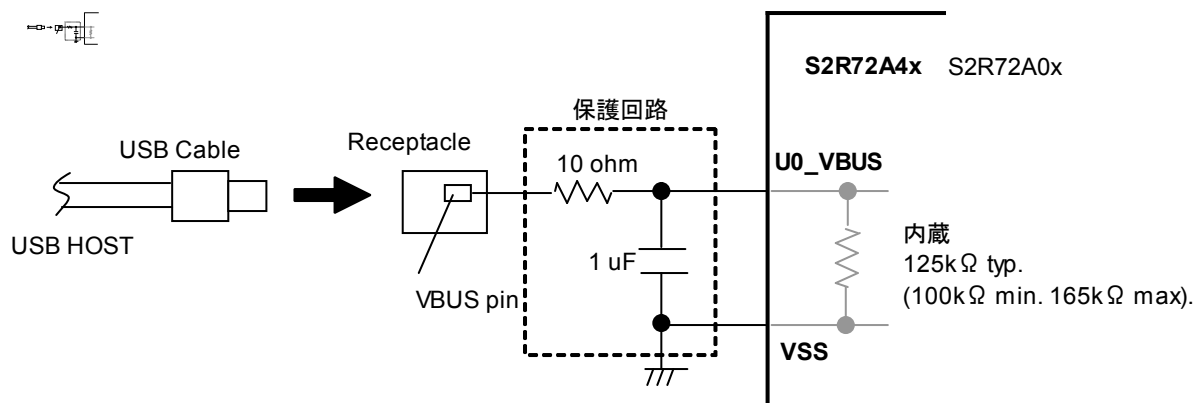 S2R72A4x S2R72A0x
保護回路
USB Cable
Receptacle
10 ohm
U0_VBUS
USB HOST
1 uF
内蔵
125kΩ typ.
(100kΩ min. 165kΩ max).
VBUS pin
VSS